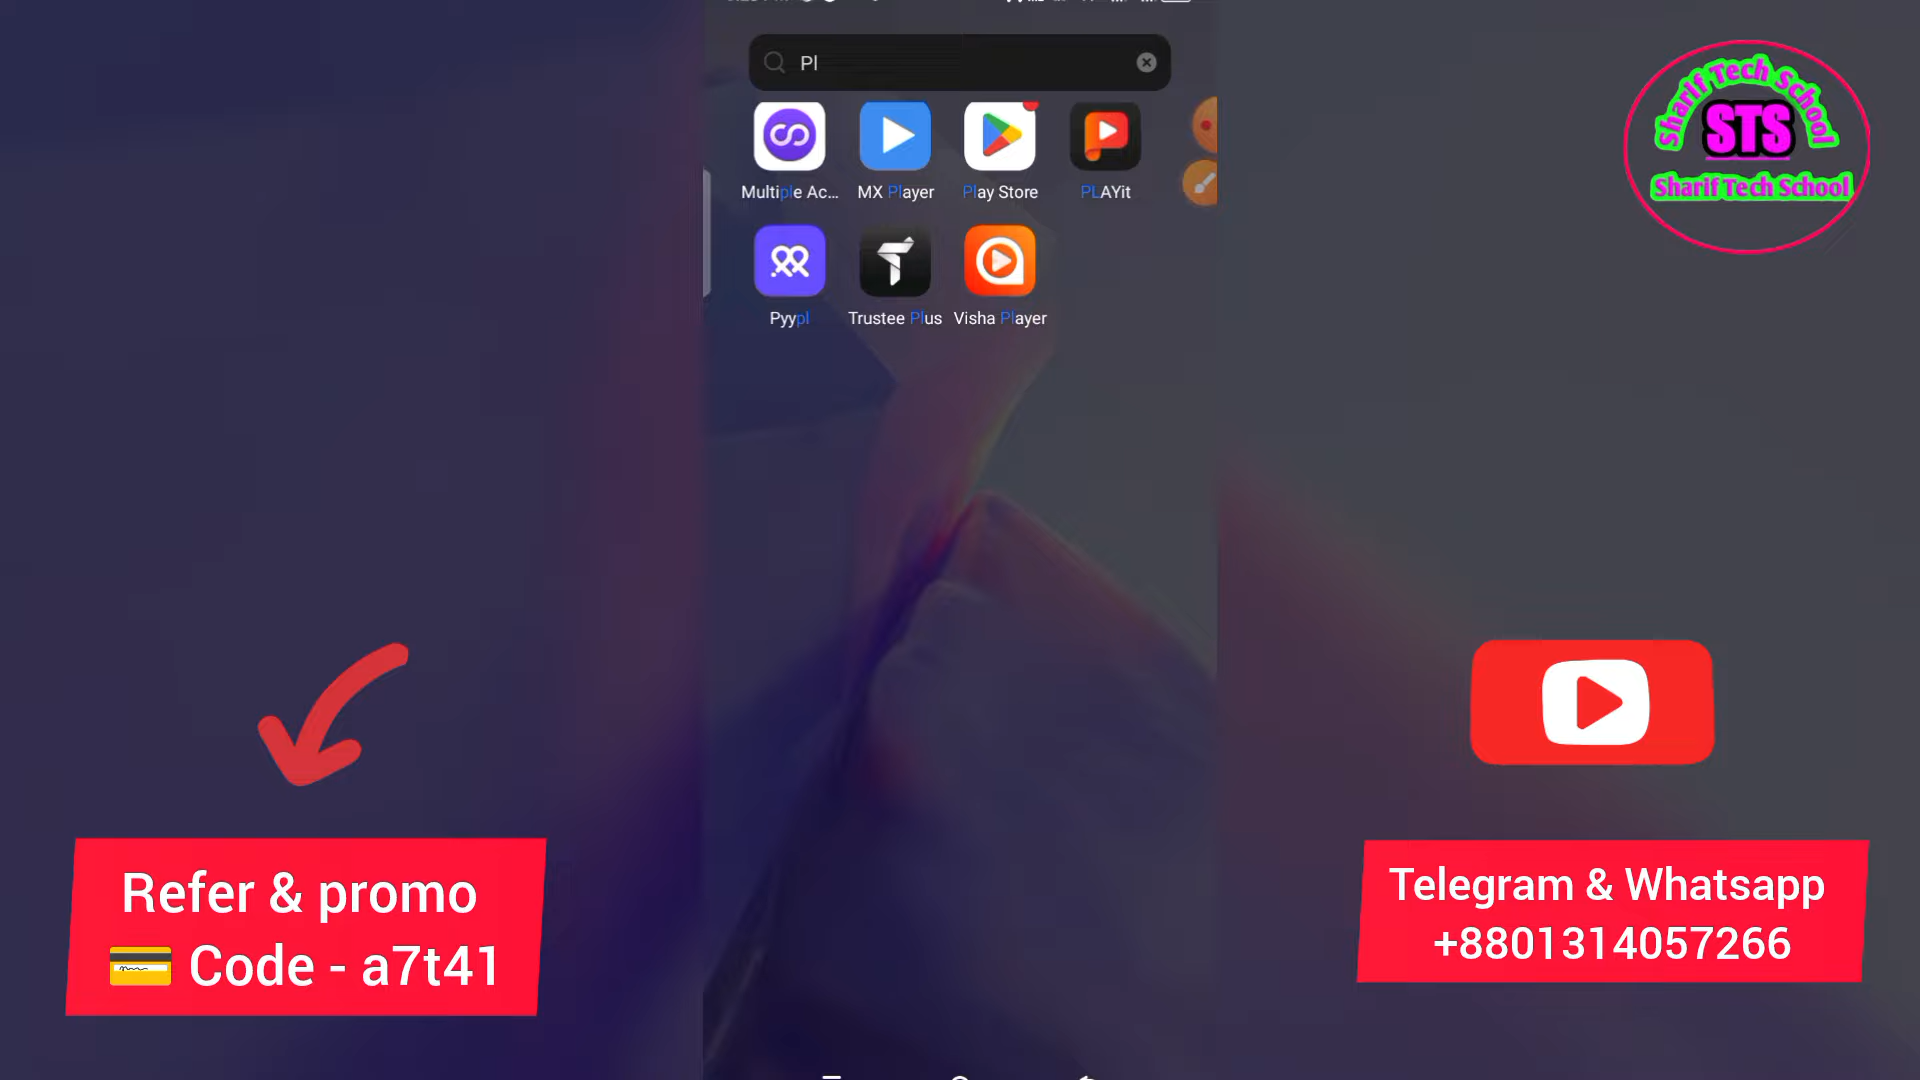 Pl
Multiple Ac...
MX Player
Play Store
PLAYit
Pyypl
Trustee Plus
Visha Player
Sharif Tech School
STS
Sharif Tech School
Refer & promo
Code - a7t41
Telegram & Whatsapp
+8801314057266